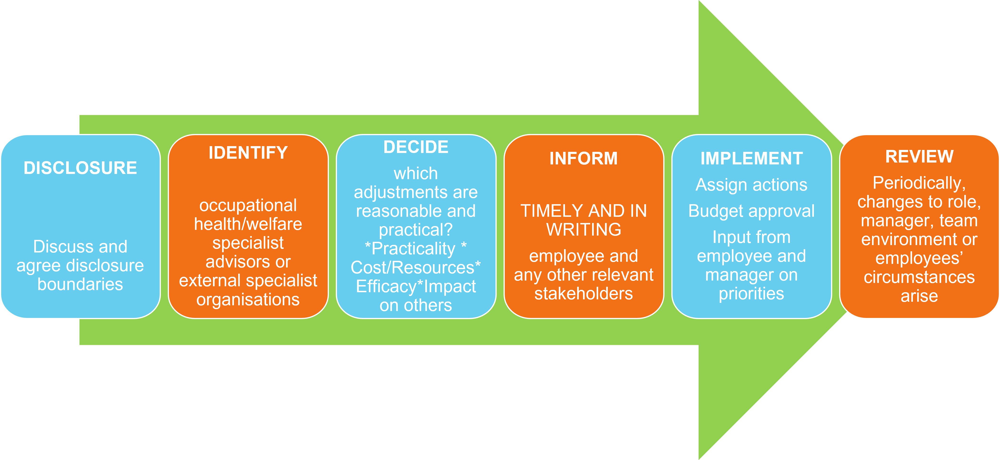 DISCLOSURE
Discuss and
agree disclosure
boundaries
IDENTIFY
occupational
health/welfare
specialist
advisors or
external specialist
organisations
DECIDE
which
adjustments are
reasonable and
practical?
*Practicality *
Cost/Resources*
Efficacy*Impact
on others
INFORM
TIMELY AND IN
WRITING
employee and
any other relevant
stakeholders
IMPLEMENT
Assign actions
Budget approval
Input from
employee and
manager on
priorities
REVIEW
Periodically,
changes to role,
manager, team
environment or
employees’
circumstances
arise